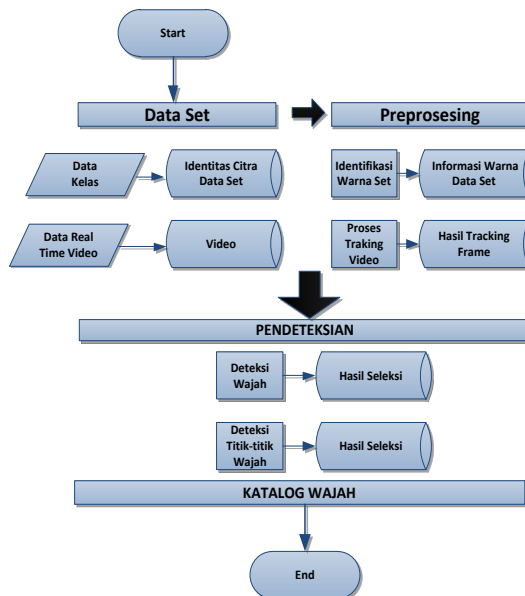 Start
Data Set
Preprosesing
Data
Kelas
Identitas Citra
Data Set
Identifikasi
Warna Set
Informasi Warna
Data Set
Data Real
Time Video
Video
Proses
Traking
Video
Hasil Tracking
Frame
PENDETEKSIAN
Deteksi
Wajah
Hasil Seleksi
Deteksi
Titik-titik
Wajah
Hasil Seleksi
KATALOG WAJAH
End